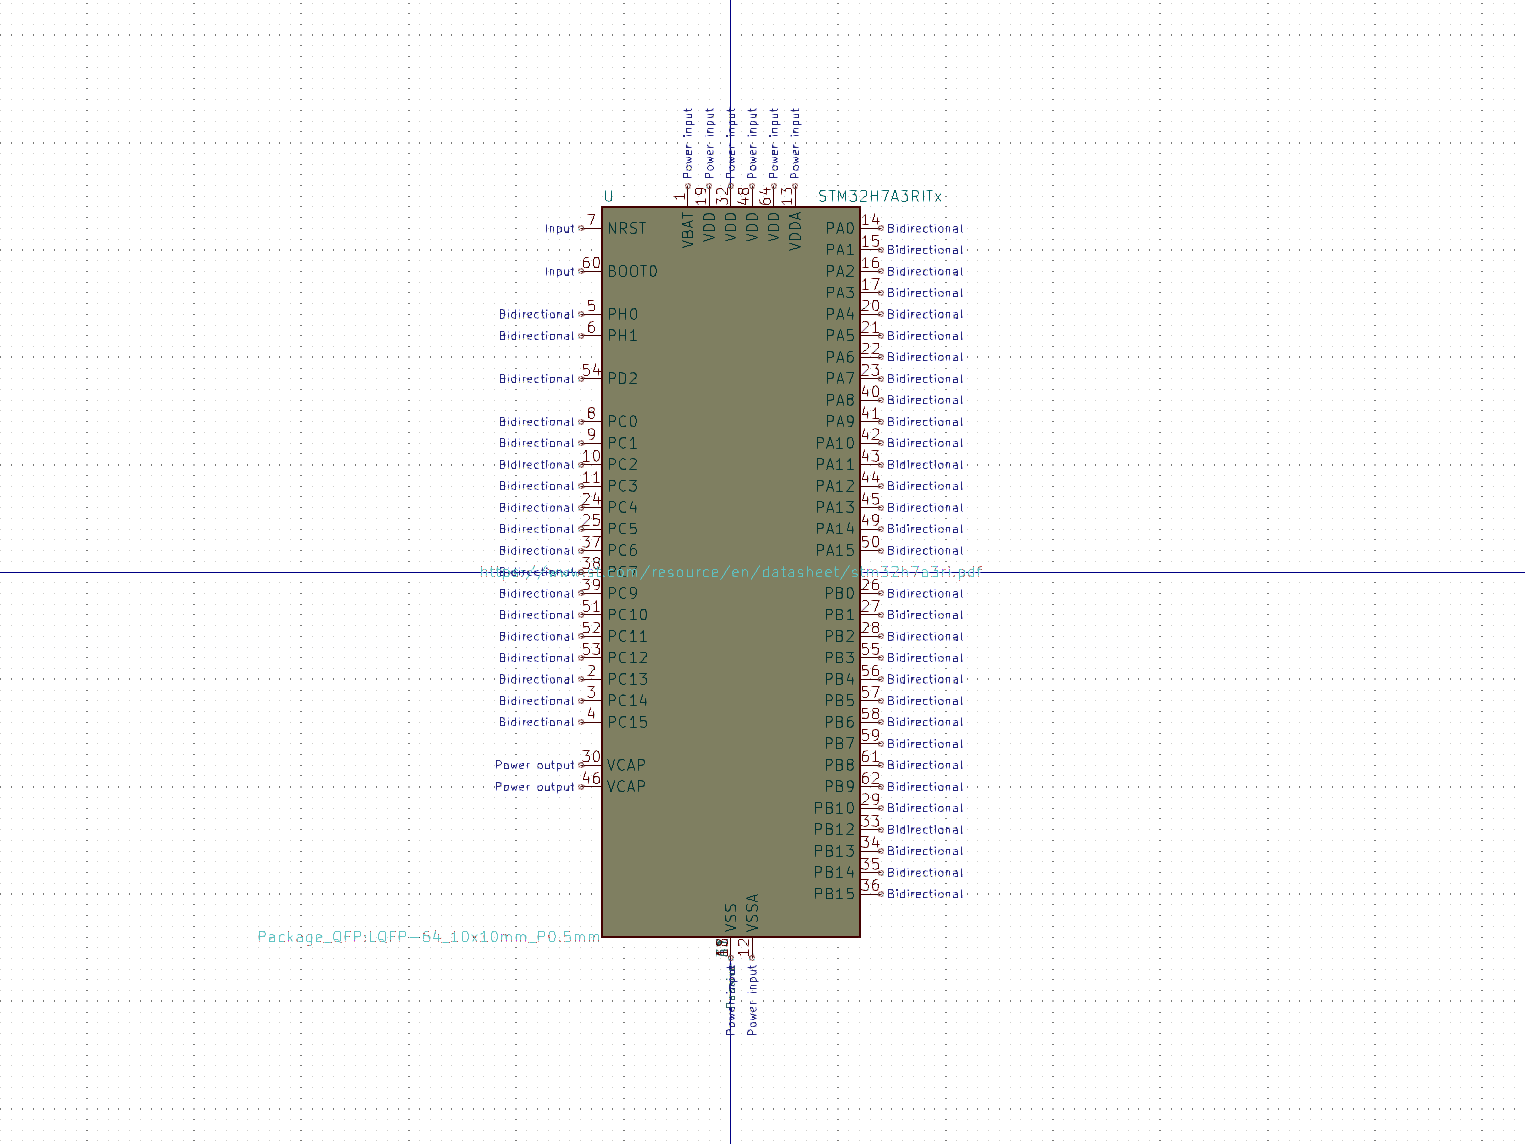 Power input Power input Power input Power input Power input Power input
1 19 32 48 64 13
U STM32H7A3RITx
VBAT VDD VDD VDD VDD VDDA
Input 7 NRST PA0 14 Bidirectional
PA1 15 Bidirectional
Input 60 BOOT0 PA2 16 Bidirectional
PA3 17 Bidirectional
Bidirectional 5 PH0 PA4 20 Bidirectional
Bidirectional 6 PH1 PA5 21 Bidirectional
PA6 22 Bidirectional
Bidirectional 54 PD2 PA7 23 Bidirectional
PA8 40 Bidirectional
Bidirectional 8 PC0 PA9 41 Bidirectional
Bidirectional 9 PC1 PA10 42 Bidirectional
Bidirectional 10 PC2 PA11 43 Bidirectional
Bidirectional 11 PC3 PA12 44 Bidirectional
Bidirectional 24 PC4 PA13 45 Bidirectional
Bidirectional 25 PC5 PA14 49 Bidirectional
Bidirectional 37 PC6 PA15 50 Bidirectional
Bidirectional 38 PC7
https://www.st.com/resource/en/datasheet/stm32h7a3ri.pdf
Bidirectional 39 PC9 PB0 26 Bidirectional
Bidirectional 51 PC10 PB1 27 Bidirectional
Bidirectional 52 PC11 PB2 28 Bidirectional
Bidirectional 53 PC12 PB3 55 Bidirectional
Bidirectional 2 PC13 PB4 56 Bidirectional
Bidirectional 3 PC14 PB5 57 Bidirectional
Bidirectional 4 PC15 PB6 58 Bidirectional
PB7 59 Bidirectional
Power output 30 VCAP PB8 61 Bidirectional
Power output 46 VCAP PB9 62 Bidirectional
PB10 29 Bidirectional
PB12 33 Bidirectional
PB13 34 Bidirectional
PB14 35 Bidirectional
PB15 36 Bidirectional
VSS VSSA
Package_QFP:LQFP-64_10x10mm_P0.5mm
12
Power input Power input